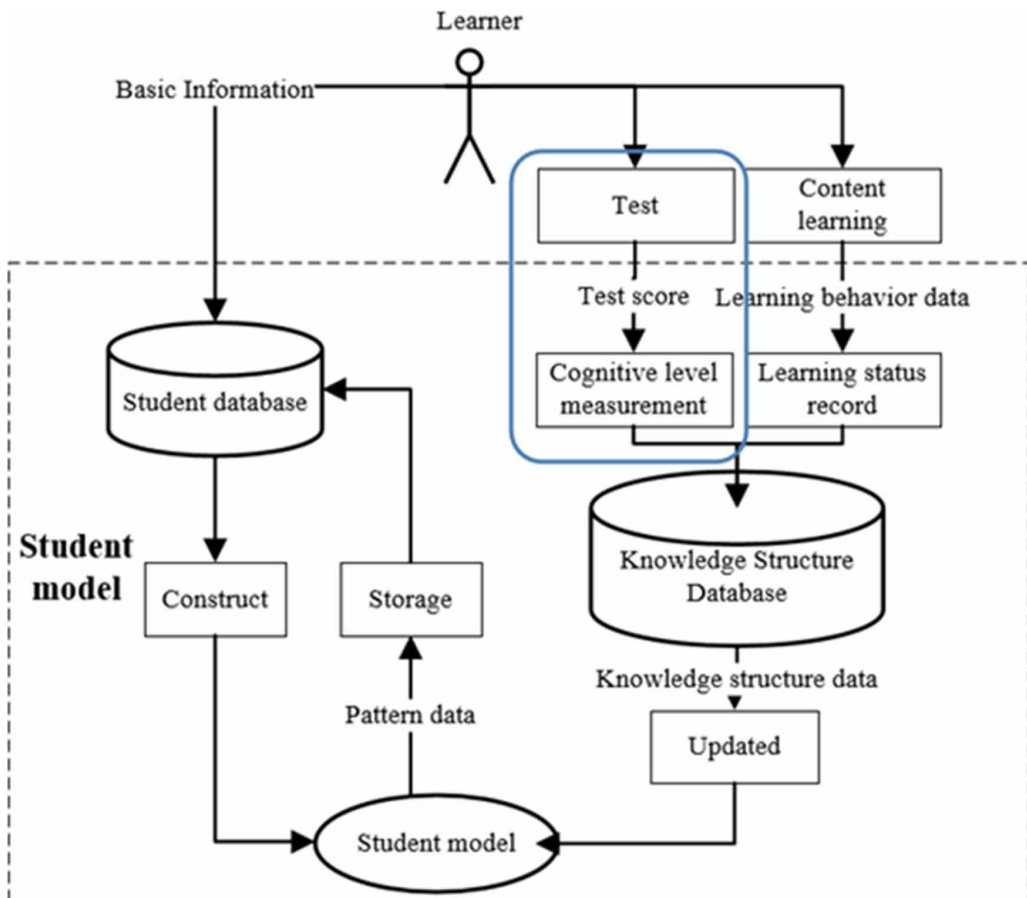 Learner
Basic Information
Test
Content
learning
Test score
Learning behavior data
Cognitive level
measurement
Learning status
record
Student database
Student
model
Construct
Storage
Knowledge Structure
Database
Knowledge structure data
Pattern data
Updated
Student model